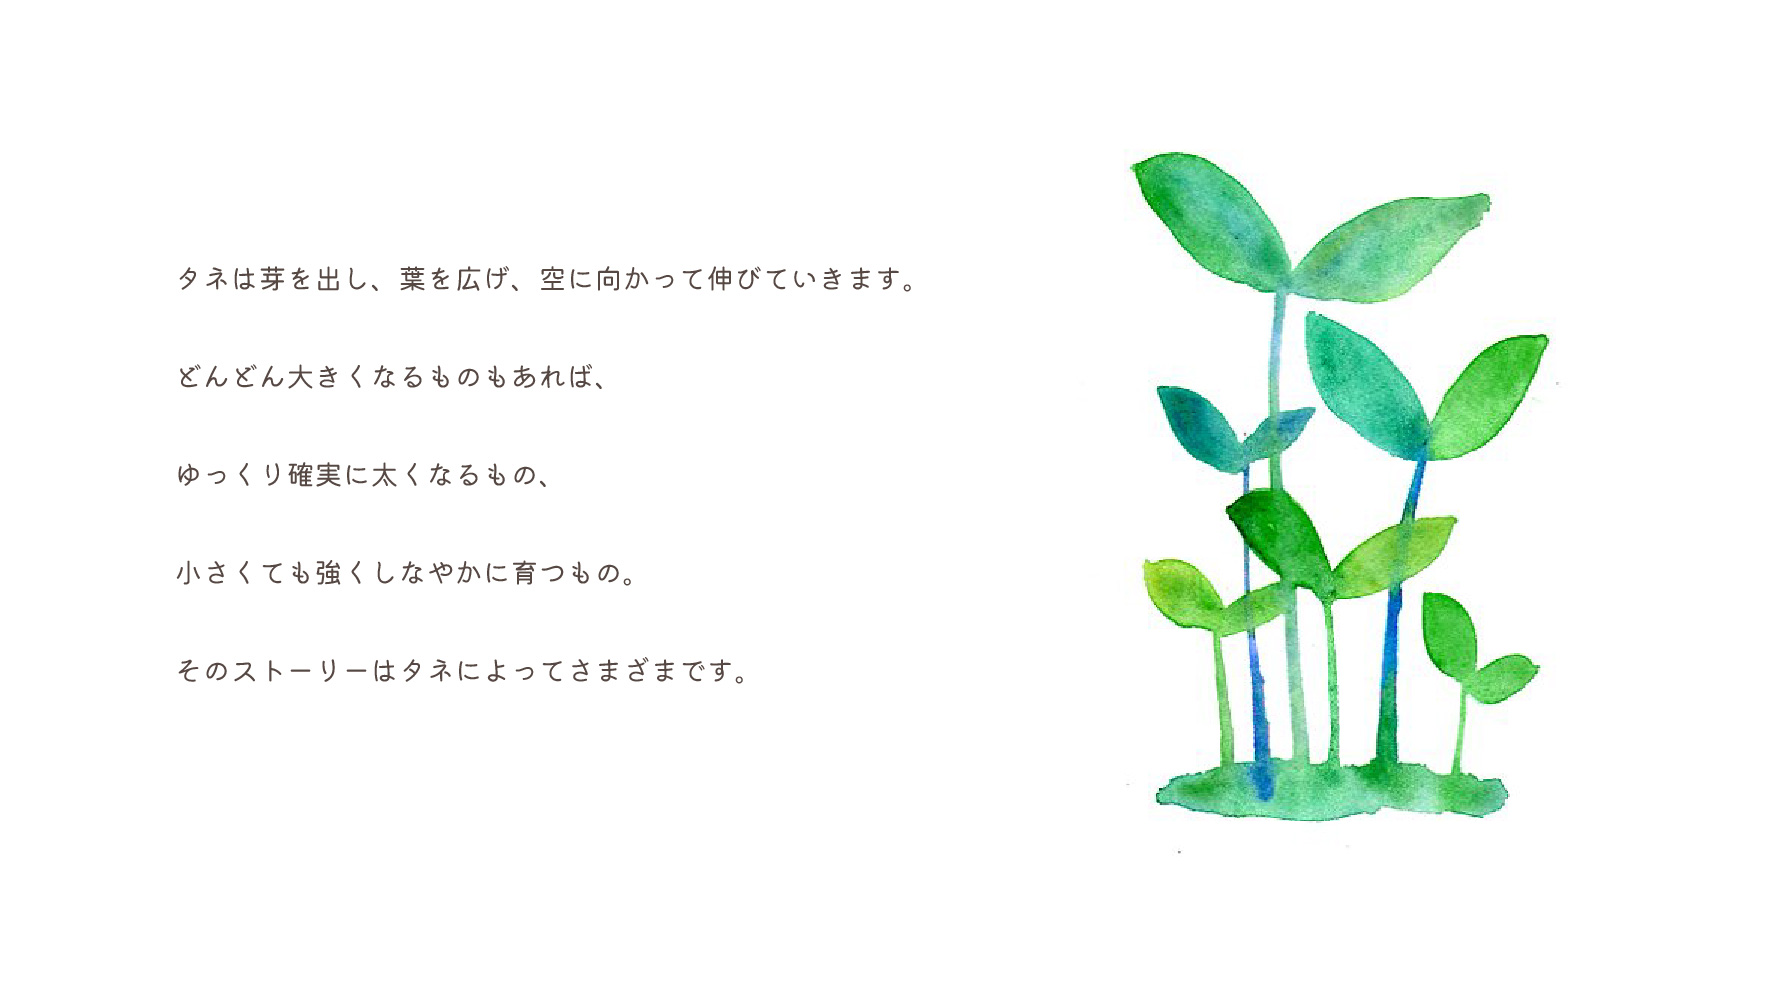 タネは芽を出し、葉を広げ、空に向かって伸びていきます。
どんどん大きくなるものもあれば、
ゆっくり確実に太くなるもの、
小さくても強くしなやかに育つもの。
そのストーリーはタネによってさまざまです。